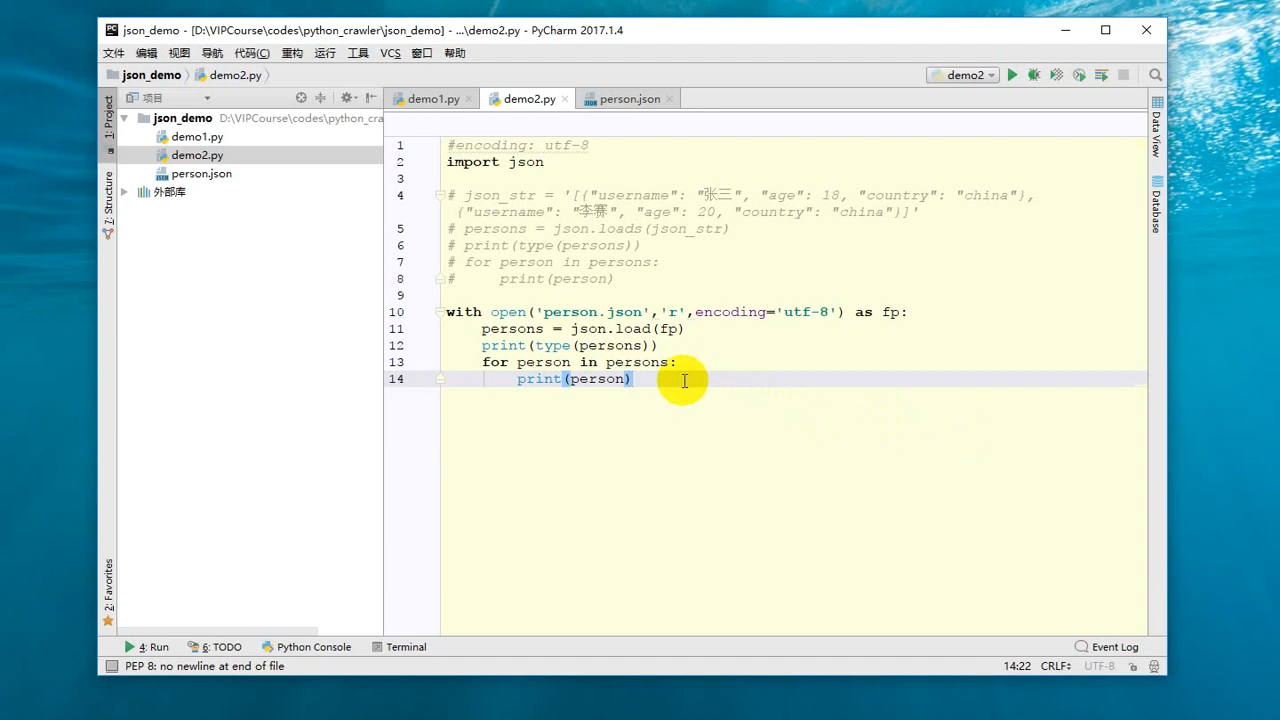 json_demo - [D:\VIPCourse\codes\python_crawler\json_demo] - ...\demo2.py - PyCharm 2017.1.4
文件 编辑 视图 导航 代码(C) 重构 运行 工具 VCS 窗口 帮助
json_demo demo2.py demo2
项目 demo1.py demo2.py person.json
1: Project
7: Structure
2: Favorites
json_demo D:\VIPCourse\codes\python_cra
demo1.py
demo2.py
person.json
外部库
1 #encoding: utf-8
2 import json
3
4 # json_str = '[{"username": "张三", "age": 18, "country": "china"},
{"username": "李赛", "age": 20, "country": "china"}]'
5 # persons = json.loads(json_str)
6 # print(type(persons))
7 # for person in persons:
8 #     print(person)
9
10 with open('person.json','r',encoding='utf-8') as fp:
11     persons = json.load(fp)
12     print(type(persons))
13     for person in persons:
14         print(person)
Data View
Database
4: Run 6: TODO Python Console Terminal Event Log
PEP 8: no newline at end of file 14:22 CRLF UTF-8